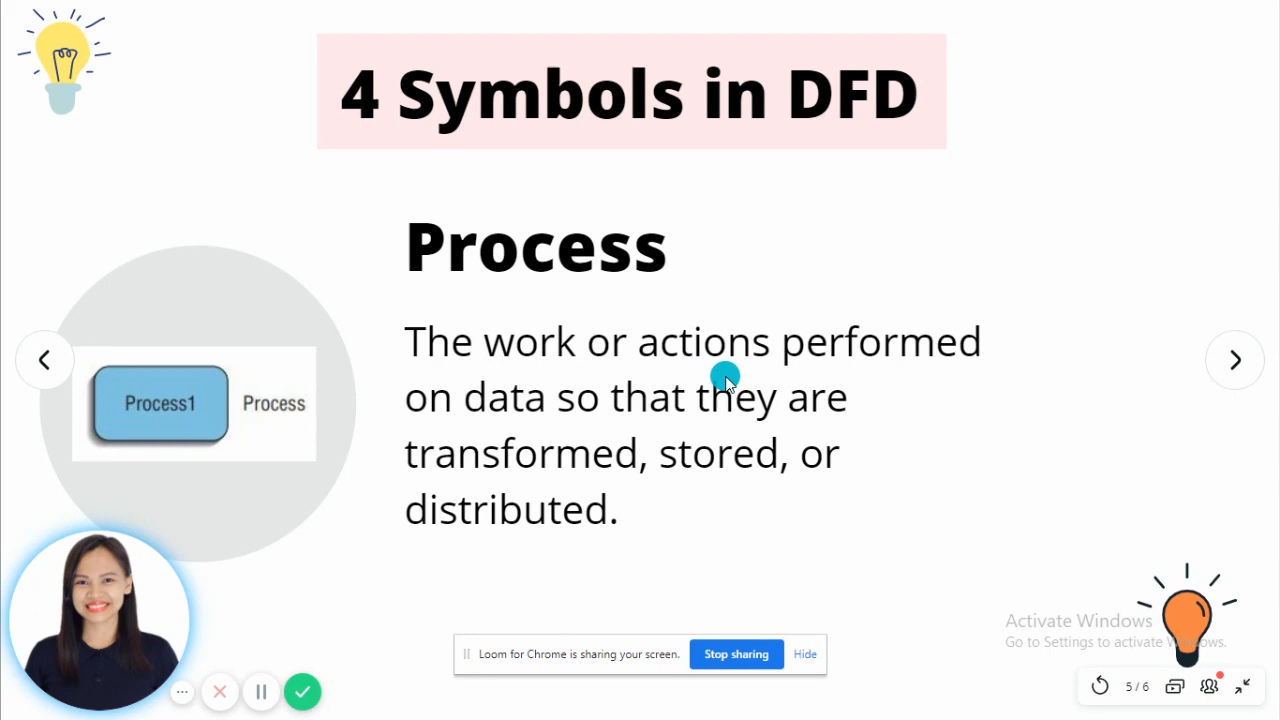 4 Symbols in DFD
Process
The work or actions performed
on data so that they are
transformed, stored, or
distributed.
Process1
Process
Loom for Chrome is sharing your screen.
Stop sharing
Hide
Activate Windows
Go to Settings to activate Windows.
5 / 6